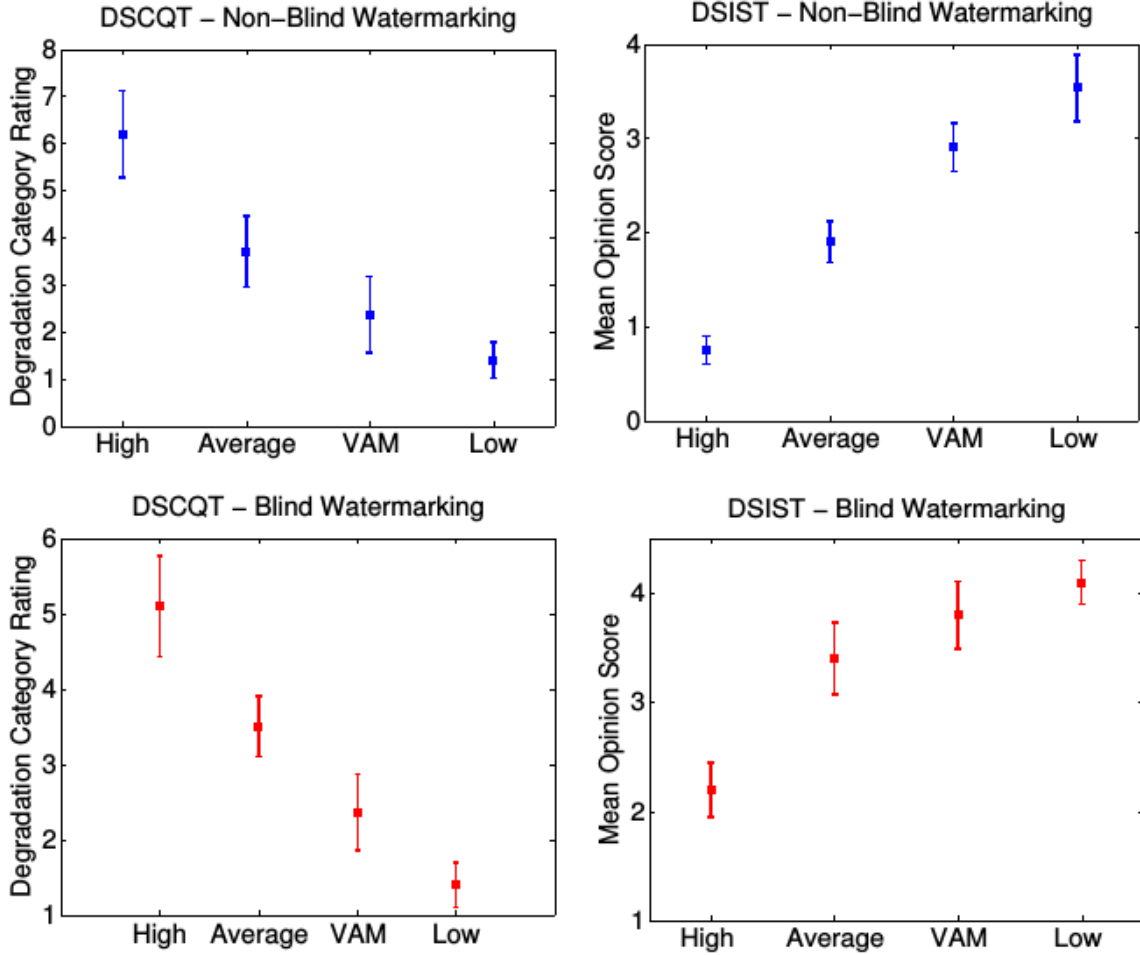 DSCQT – Non–Blind Watermarking
Degradation Category Rating
8
7
6
5
4
3
2
1
0
High Average VAM Low
DSIST – Non–Blind Watermarking
Mean Opinion Score
4
3
2
1
0
High Average VAM Low
DSCQT – Blind Watermarking
Degradation Category Rating
6
5
4
3
2
1
High Average VAM Low
DSIST – Blind Watermarking
Mean Opinion Score
4
3
2
1
High Average VAM Low